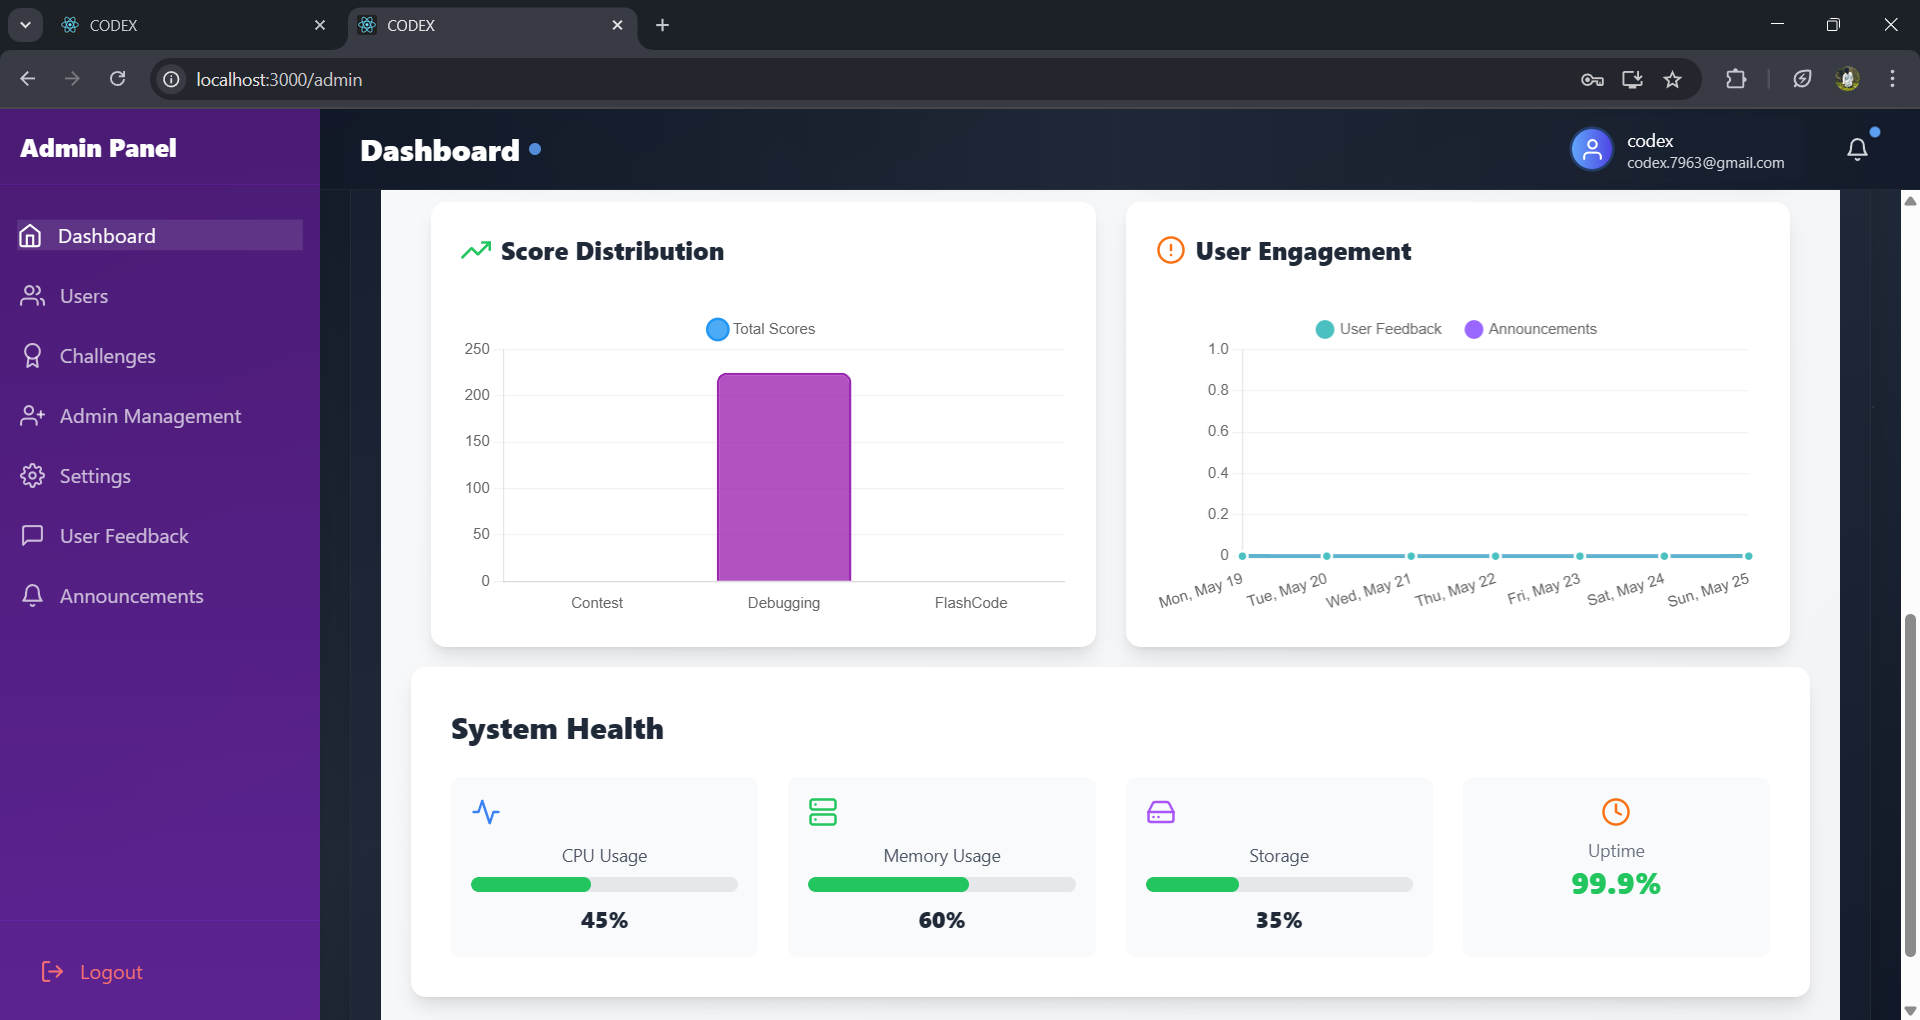 CODEX
CODEX
localhost:3000/admin
Admin Panel
Dashboard
codex
codex.7963@gmail.com
Dashboard
Users
Challenges
Admin Management
Settings
User Feedback
Announcements
Logout
Score Distribution
Total Scores
250
200
150
100
50
0
Contest Debugging FlashCode
User Engagement
User Feedback Announcements
1.0
0.8
0.6
0.4
0.2
0
Mon, May 19 Tue, May 20 Wed, May 21 Thu, May 22 Fri, May 23 Sat, May 24 Sun, May 25
System Health
CPU Usage
45%
Memory Usage
60%
Storage
35%
Uptime
99.9%